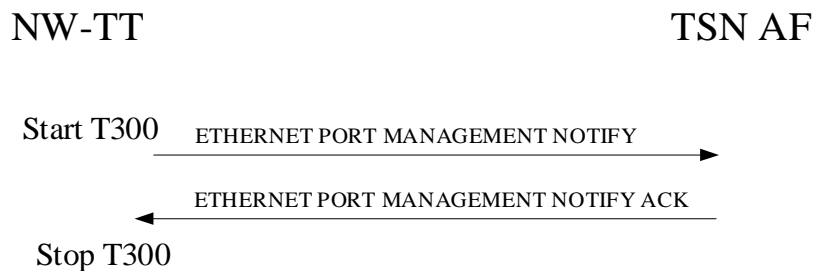 NW-TT
TSN AF
Start T300
ETHERNET PORT MANAGEMENT NOTIFY
ETHERNET PORT MANAGEMENT NOTIFY ACK
Stop T300